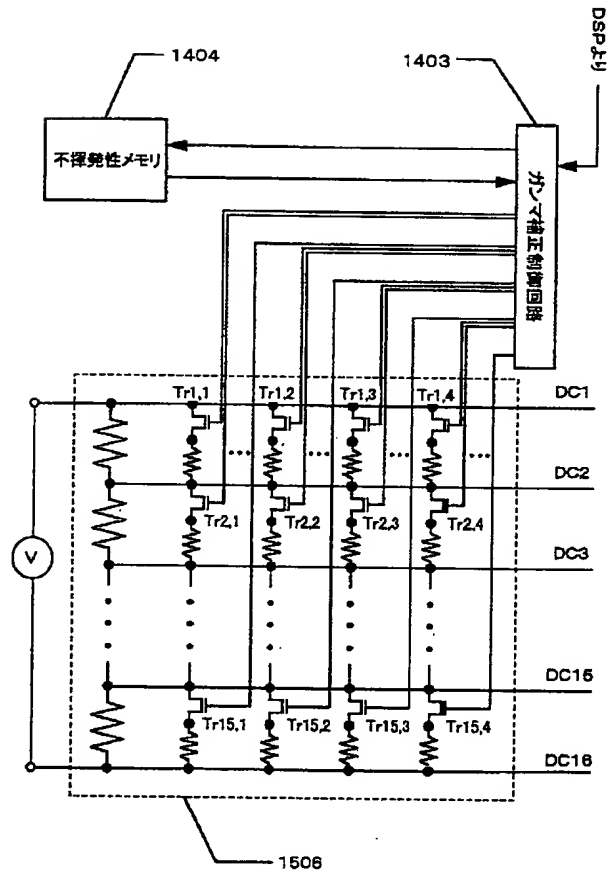 DSPより
1404
1403
不揮発性メモリ
ガンマ補正制御回路
Tr1,1 Tr1,2 Tr1,3 Tr1,4
DC1
DC2
Tr2,1 Tr2,2 Tr2,3 Tr2,4
DC3
V
DC15
Tr15,1 Tr15,2 Tr15,3 Tr15,4
DC16
1506